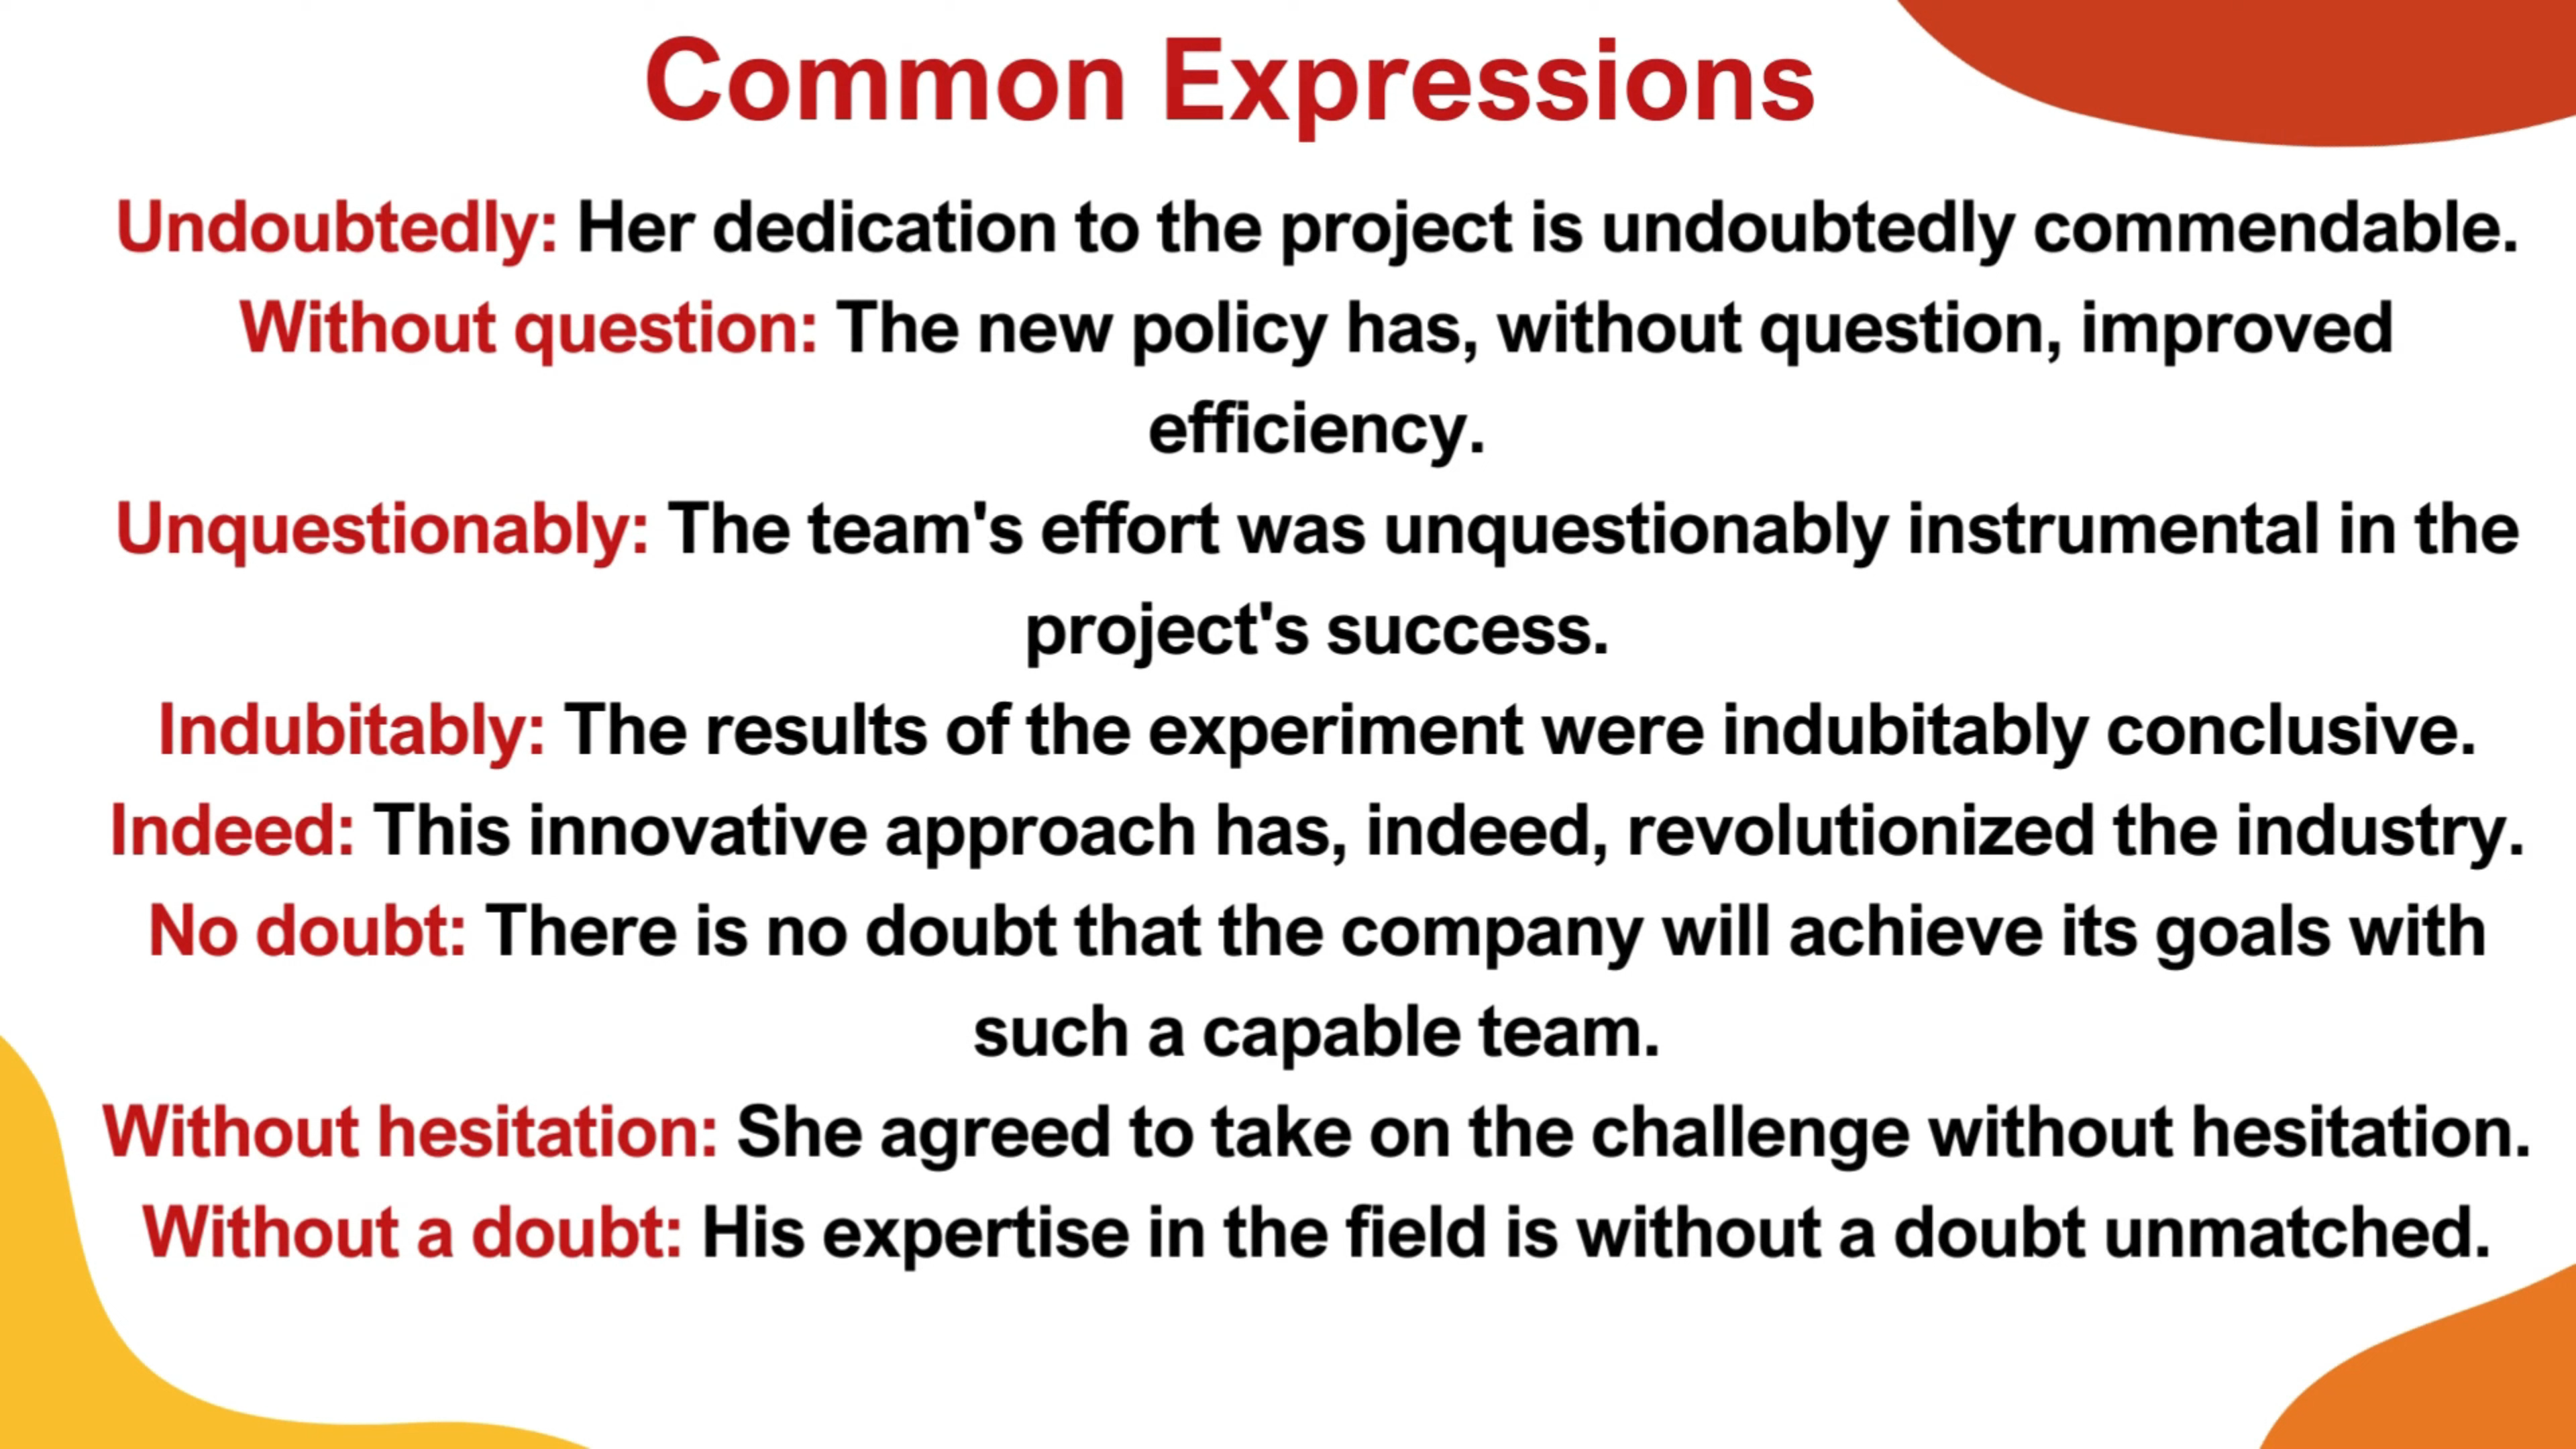 Common Expressions
Undoubtedly: Her dedication to the project is undoubtedly commendable.
Without question: The new policy has, without question, improved
efficiency.
Unquestionably: The team's effort was unquestionably instrumental in the
project's success.
Indubitably: The results of the experiment were indubitably conclusive.
Indeed: This innovative approach has, indeed, revolutionized the industry.
No doubt: There is no doubt that the company will achieve its goals with
such a capable team.
Without hesitation: She agreed to take on the challenge without hesitation.
Without a doubt: His expertise in the field is without a doubt unmatched.